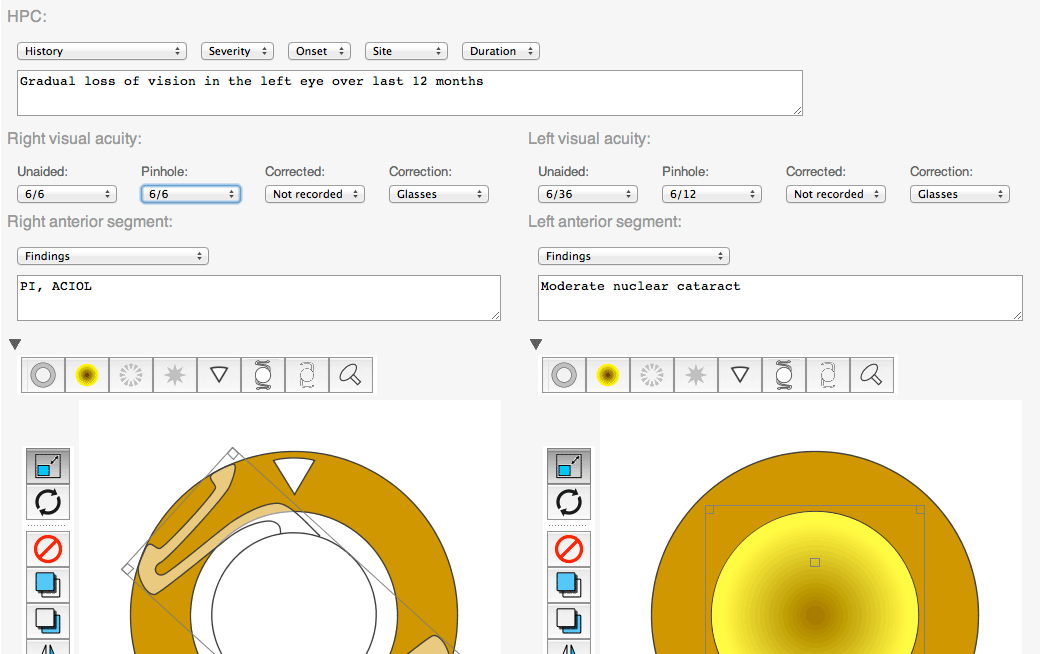 HPC:
History Severity Onset Site Duration
Gradual loss of vision in the left eye over last 12 months
Right visual acuity: Left visual acuity:
Unaided: Pinhole: Corrected: Correction: Unaided: Pinhole: Corrected: Correction:
6/6 6/6 Not recorded Glasses 6/36 6/12 Not recorded Glasses
Right anterior segment: Left anterior segment:
Findings Findings
PI, ACIOL Moderate nuclear cataract